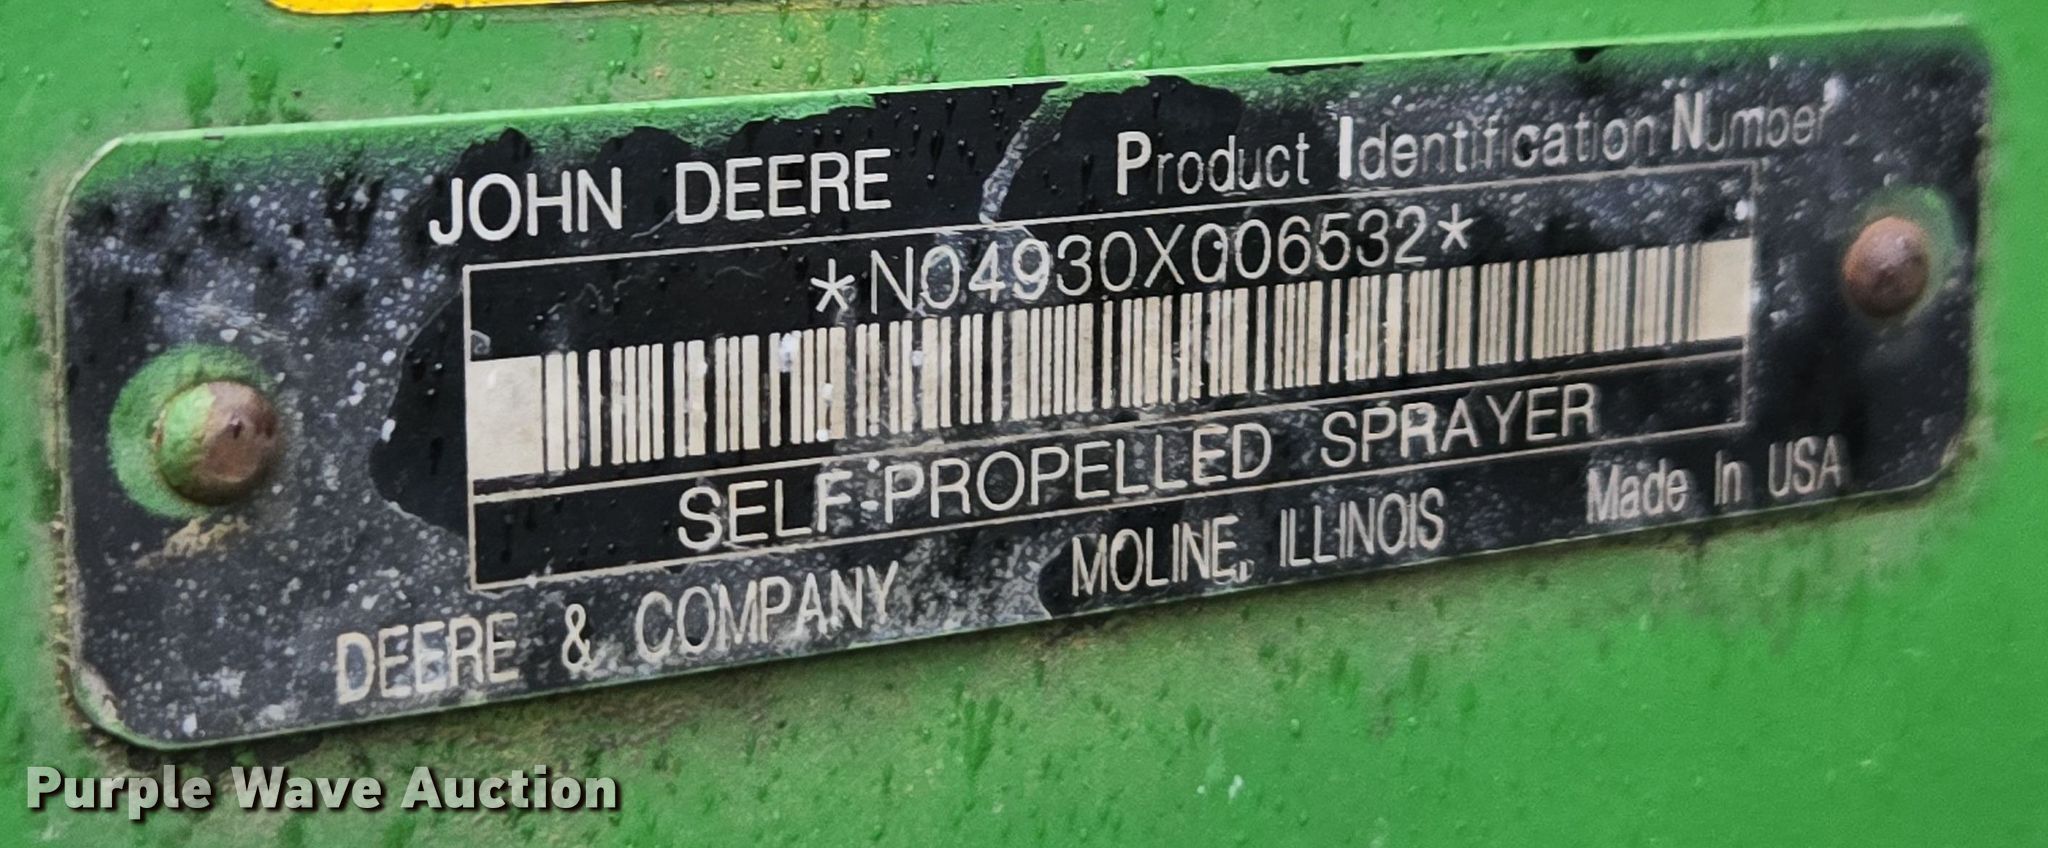 JOHN DEERE Product Identification Number
*N04930X006532*
SELF-PROPELLED SPRAYER
DEERE & COMPANY MOLINE, ILLINOIS Made In USA
Purple Wave Auction